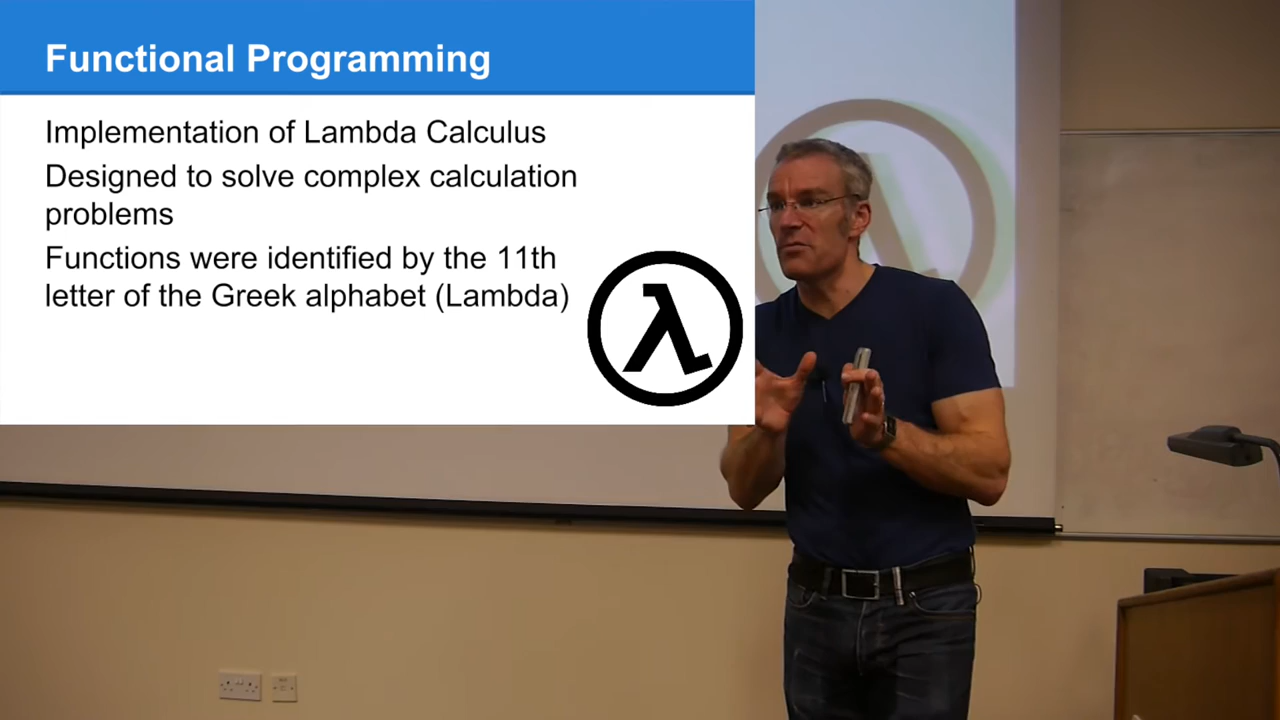 Functional Programming
Implementation of Lambda Calculus
Designed to solve complex calculation
problems
Functions were identified by the 11th
letter of the Greek alphabet (Lambda)
λ